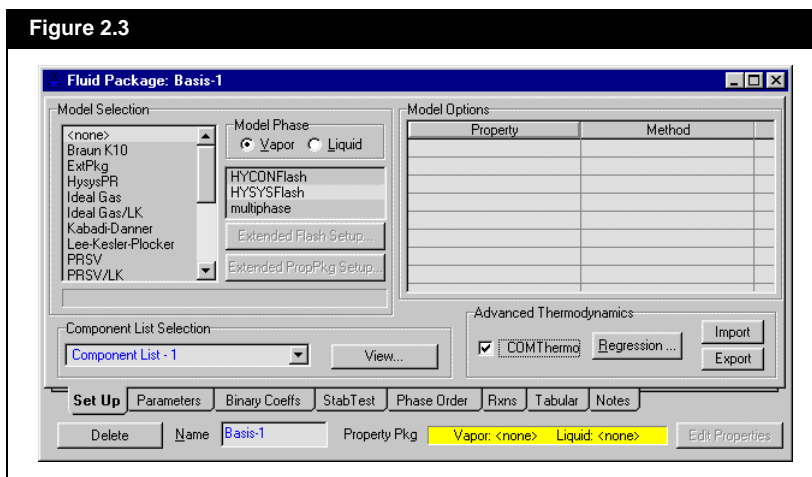 Figure 2.3
Fluid Package: Basis-1
Model Selection
<none>
Braun K10
ExtPkg
HysysPR
Ideal Gas
Ideal Gas/LK
Kabadi-Danner
Lee-Kesler-Plocker
PRSV
PRSV/LK
Model Phase
Vapor
Liquid
HYCONFlash
HYSYSFlash
multiphase
Extended Flash Setup...
Extended PropPkg Setup...
Model Options
Property Method
Component List Selection
Component List - 1
View...
Advanced Thermodynamics
COMThermo
Regression ...
Import
Export
Set Up Parameters Binary Coeffs StabTest Phase Order Rxns Tabular Notes
Delete Name Basis-1 Property Pkg Vapor: <none> Liquid: <none> Edit Properties